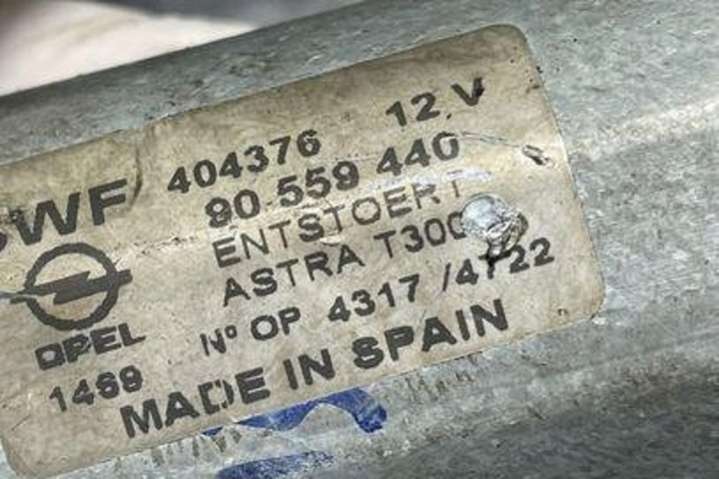 404376 12 V
SWF 90 559 440
ENTSTOERT
ASTRA T300
OPEL Nº OP 4317 /4722
1469
MADE IN SPAIN